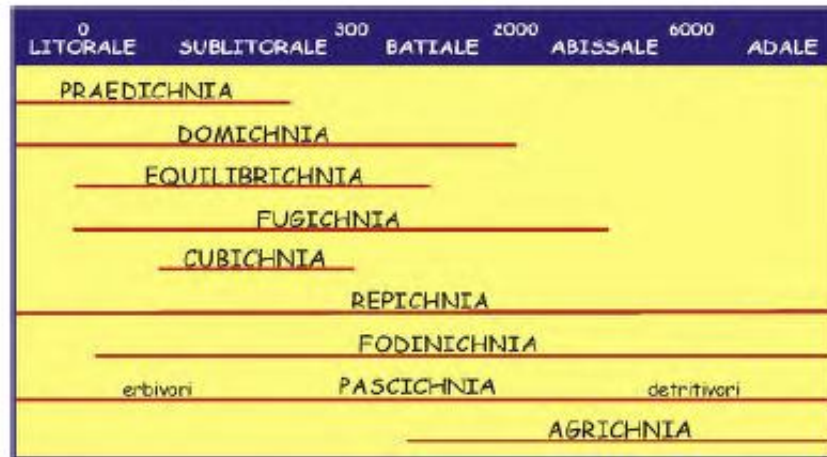 0 300 2000 6000
LITORALE SUBLITORALE BATIALE ABISSALE ADALE
PRAEDICHNIA
DOMICHNIA
EQUILIBRICHNIA
FUGICHNIA
CUBICHNIA
REPICHNIA
FODINICHNIA
erbivori PASCICHNIA detritivori
AGRICHNIA